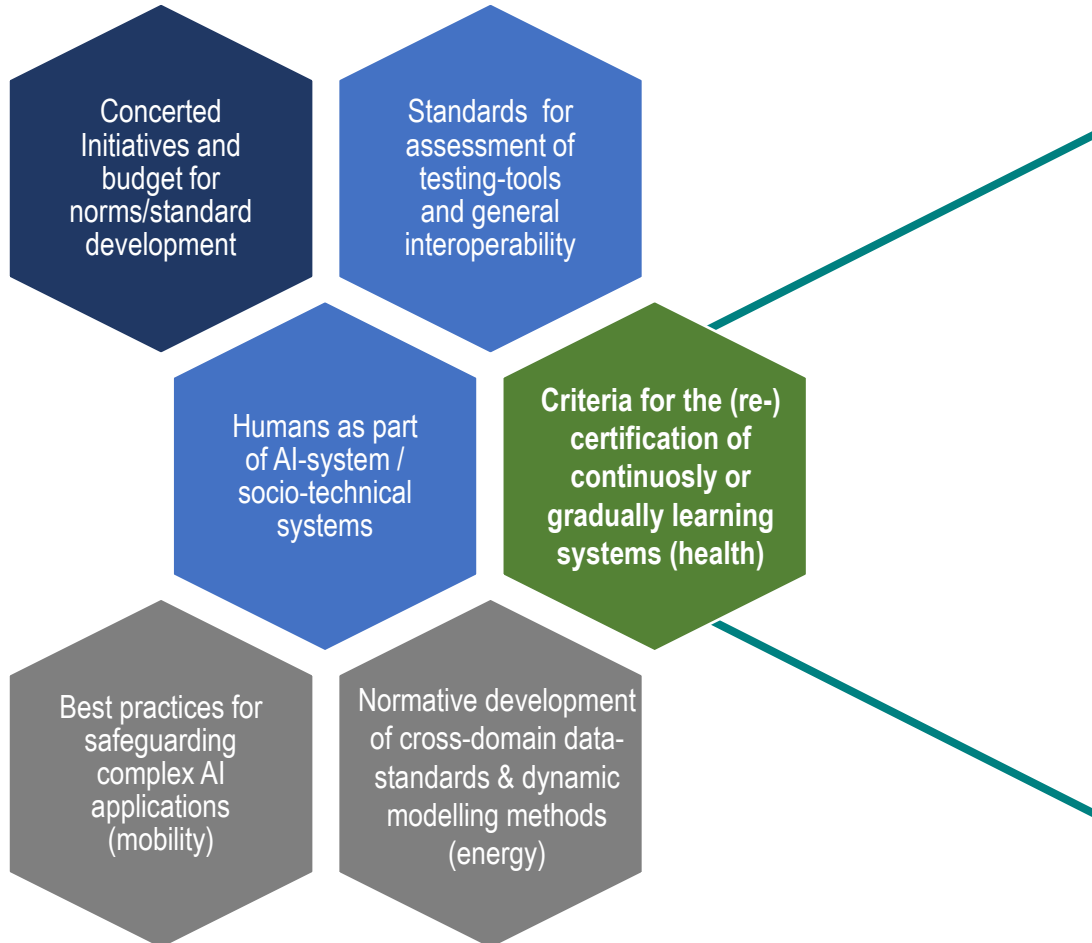 Concerted
Initiatives and
budget for
norms/standard
development
Standards for
assessment of
testing-tools
and general
interoperability
Humans as part
of AI-system /
socio-technical
systems
Criteria for the (re-)
certification of
continuosly or
gradually learning
systems (health)
Best practices for
safeguarding
complex AI
applications
(mobility)
Normative development
of cross-domain data-
standards & dynamic
modelling methods
(energy)